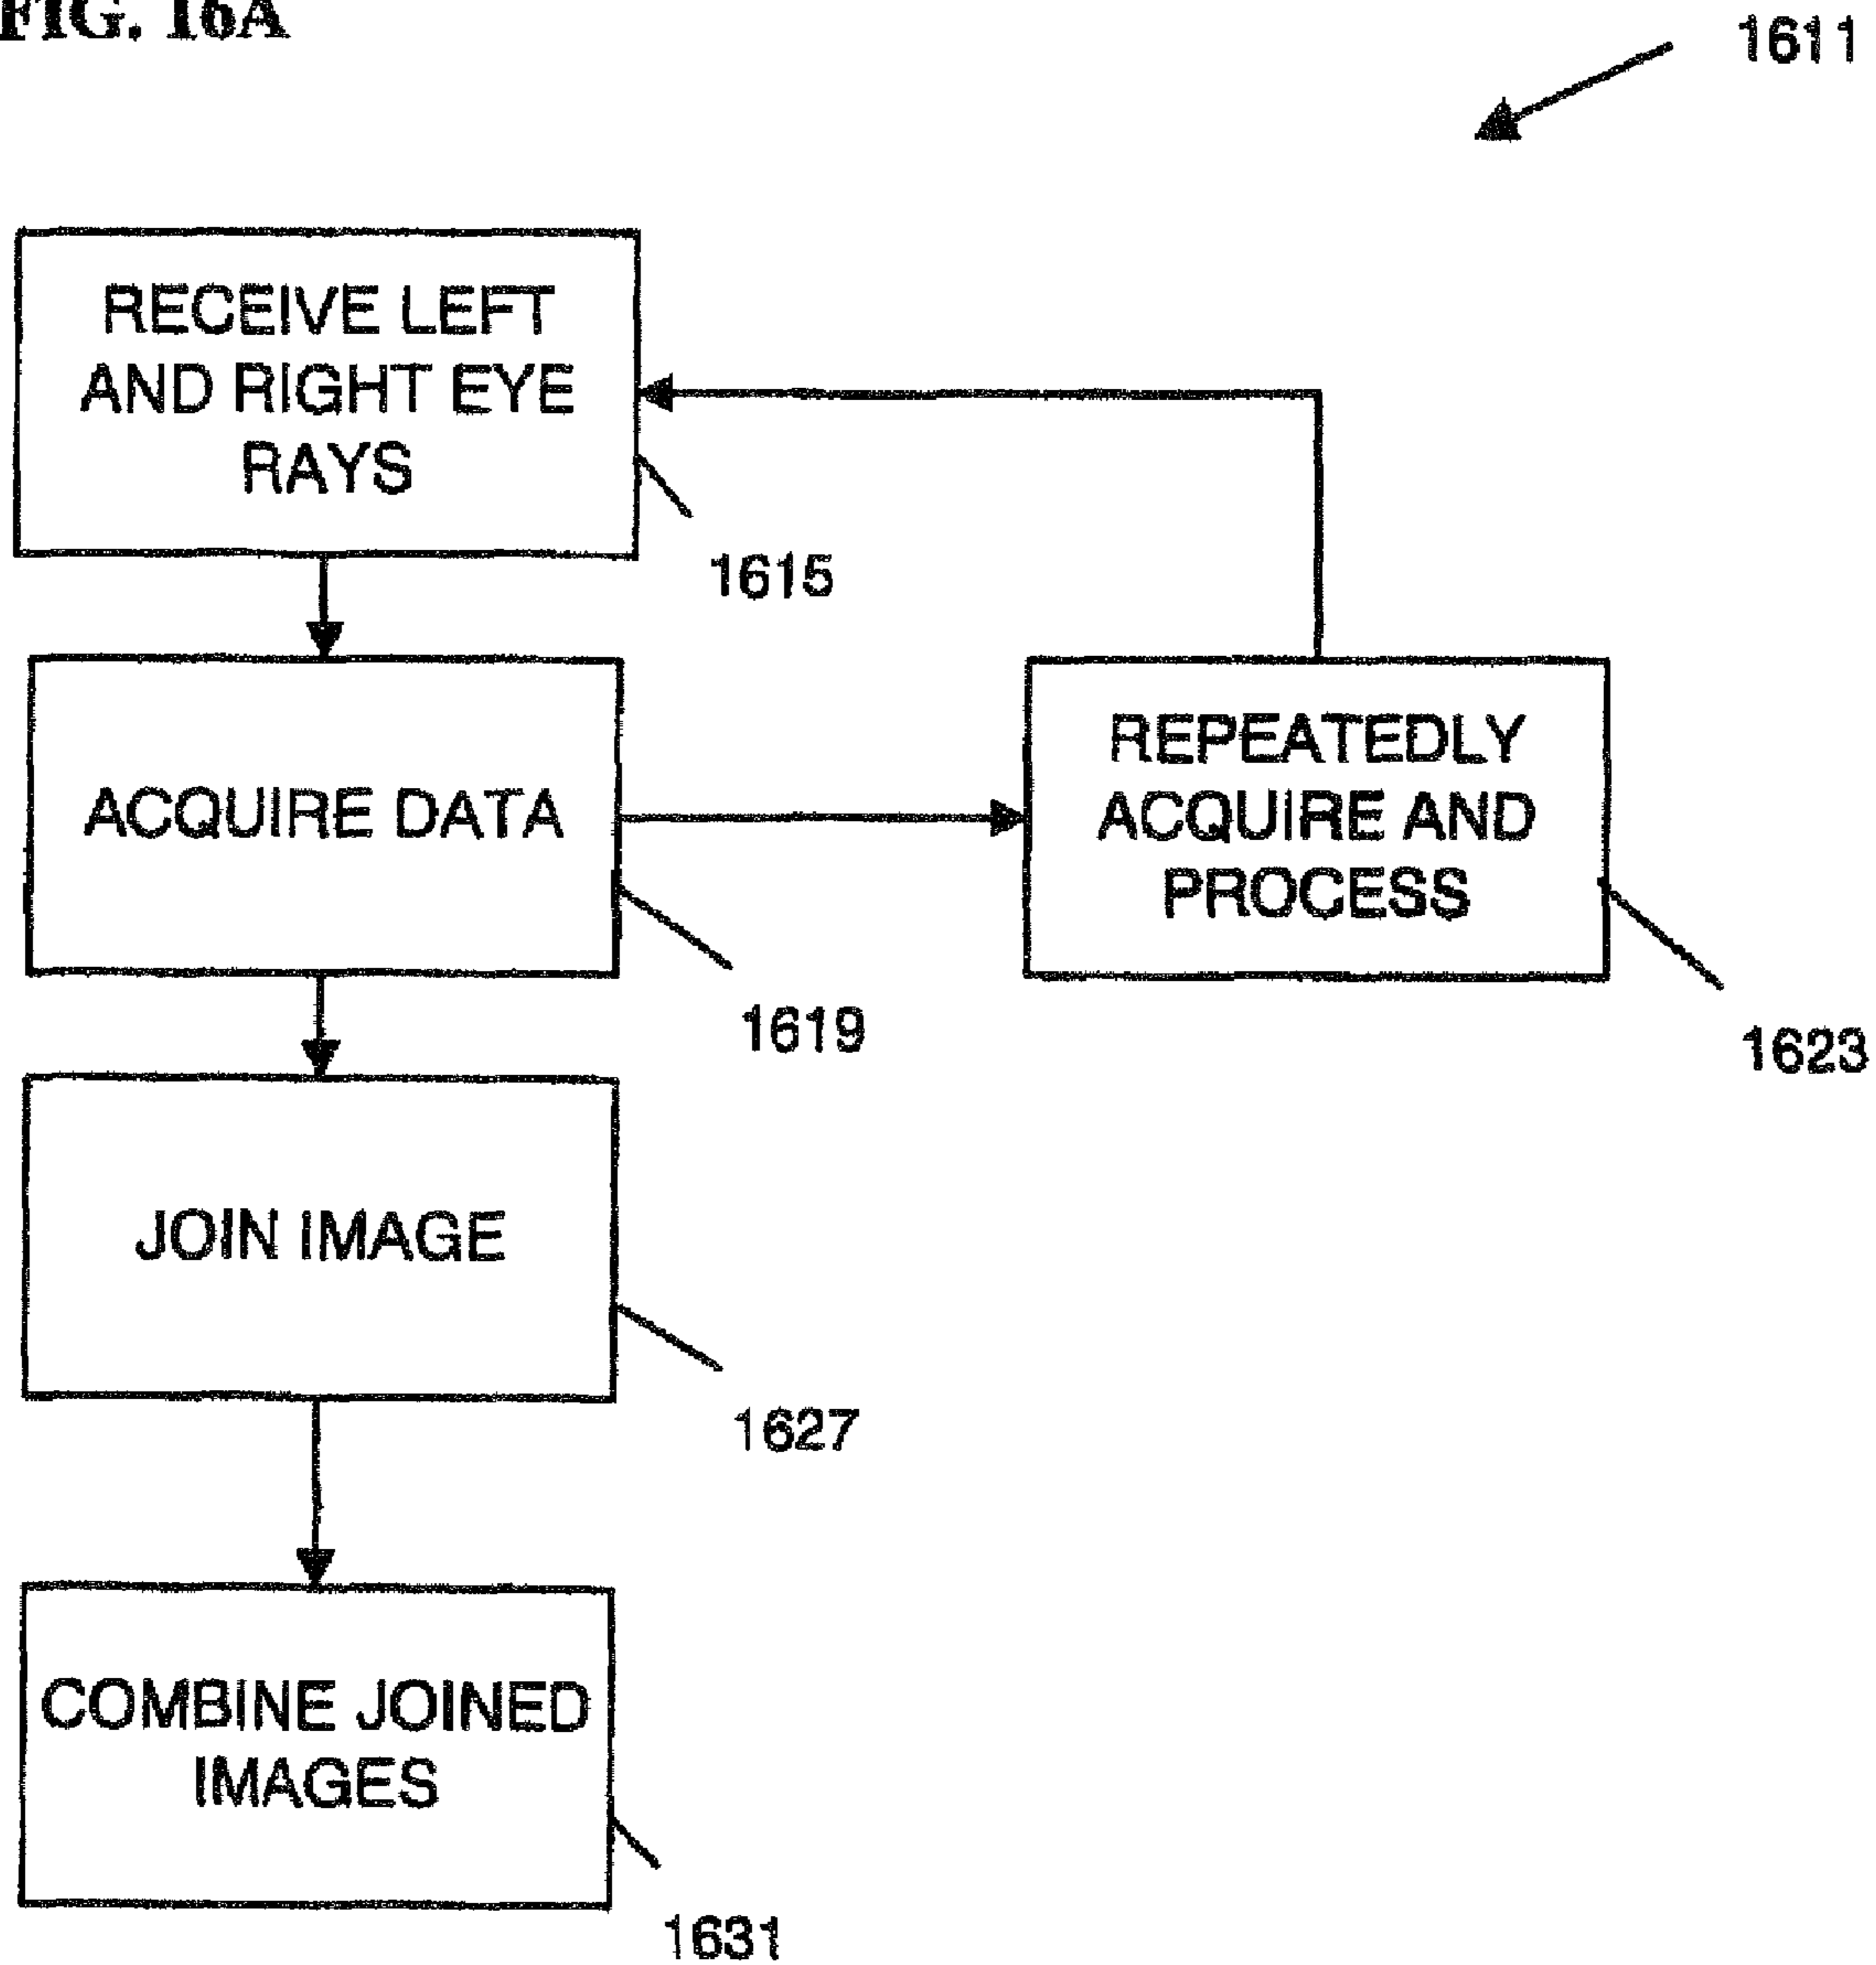 FIG. 16A
1611
RECEIVE LEFT
AND RIGHT EYE
RAYS
1615
ACQUIRE DATA
1619
REPEATEDLY
ACQUIRE AND
PROCESS
1623
JOIN IMAGE
1627
COMBINE JOINED
IMAGES
1631